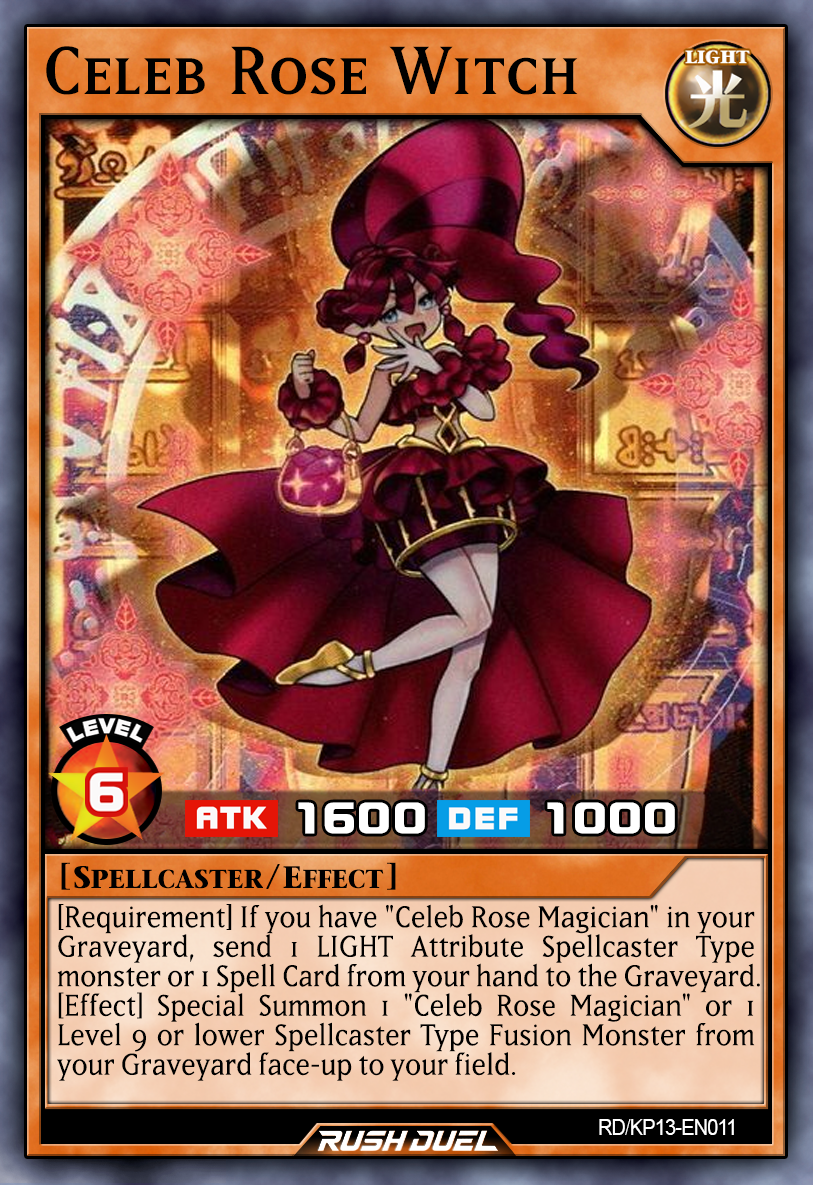 Celeb Rose Witch
LIGHT
光
LEVEL
6
ATK 1600 DEF 1000
[Spellcaster/Effect]
[Requirement] If you have "Celeb Rose Magician" in your
Graveyard, send 1 LIGHT Attribute Spellcaster Type
monster or 1 Spell Card from your hand to the Graveyard.
[Effect] Special Summon 1 "Celeb Rose Magician" or 1
Level 9 or lower Spellcaster Type Fusion Monster from
your Graveyard face-up to your field.
RD/KP13-EN011
RUSH DUEL